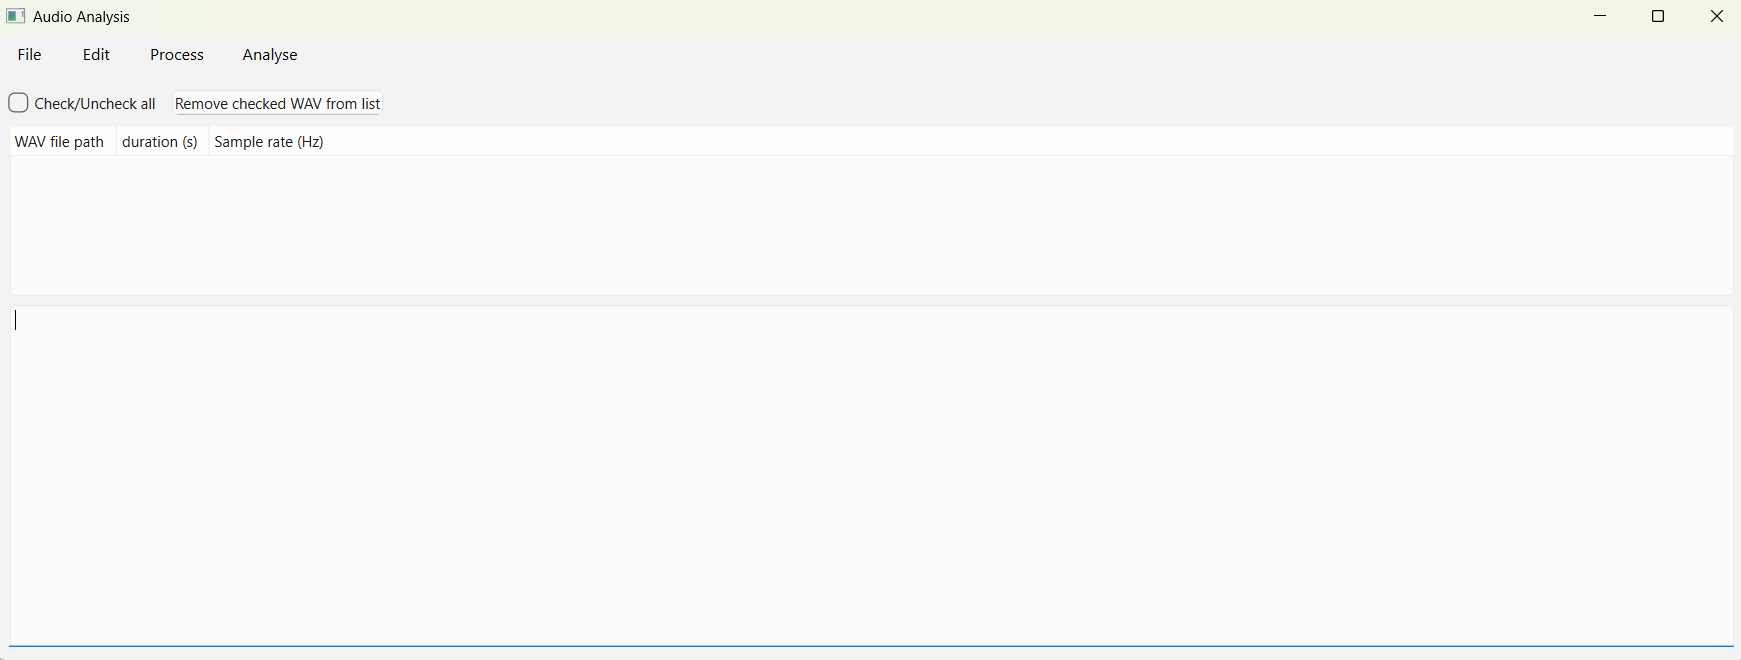 Audio Analysis
File Edit Process Analyse
Check/Uncheck all Remove checked WAV from list
WAV file path duration (s) Sample rate (Hz)